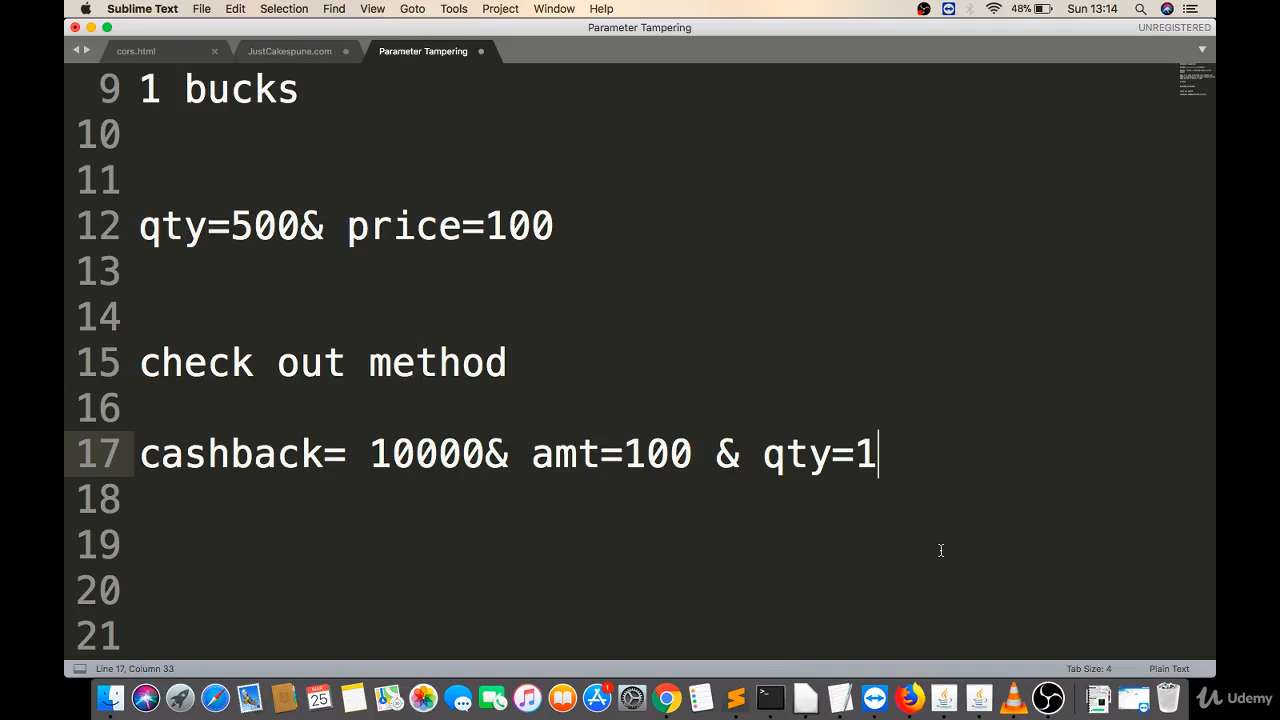 Sublime Text File Edit Selection Find View Goto Tools Project Window Help 48% Sun 13:14
Parameter Tampering UNREGISTERED
cors.html JustCakespune.com Parameter Tampering
9 1 bucks
10
11
12 qty=500& price=100
13
14
15 check out method
16
17 cashback= 10000& amt=100 & qty=1
18
19
20
21
Line 17, Column 33 Tab Size: 4 Plain Text
MAR
25
1
Udemy